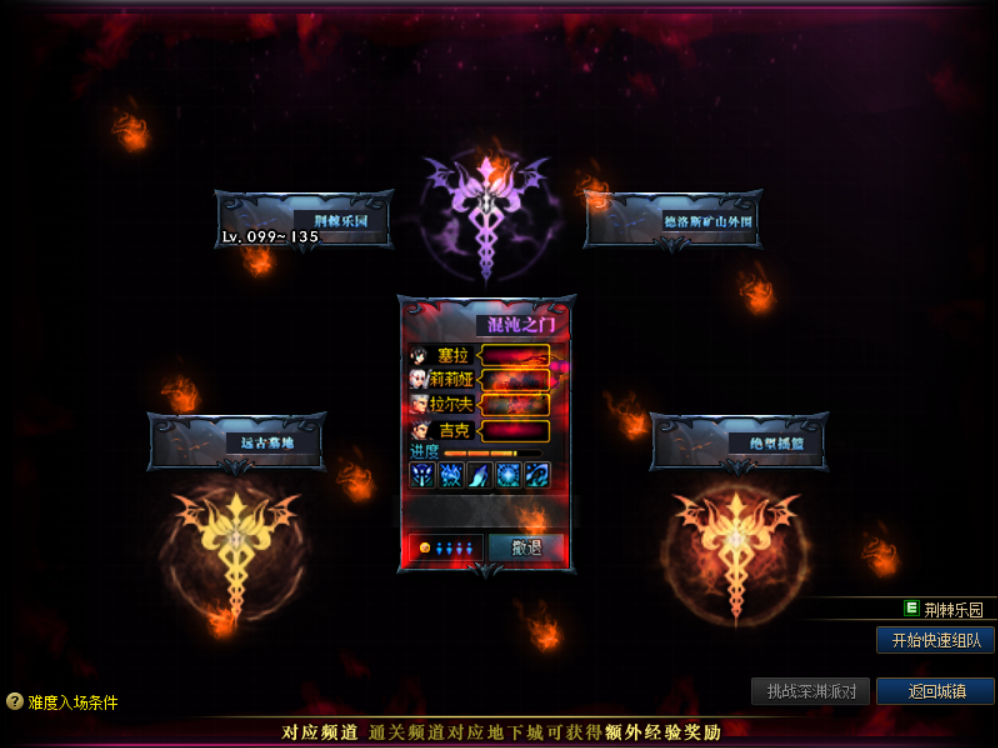 荆棘乐园
Lv. 099~135
德洛斯矿山外围
混沌之门
塞拉
莉莉娅
拉尔夫
吉克
进度
远古墓地
绝望摇篮
撤退
E 荆棘乐园
开始快速组队
挑战深渊派对
返回城镇
? 难度入场条件
对应频道 通关频道对应地下城可获得额外经验奖励